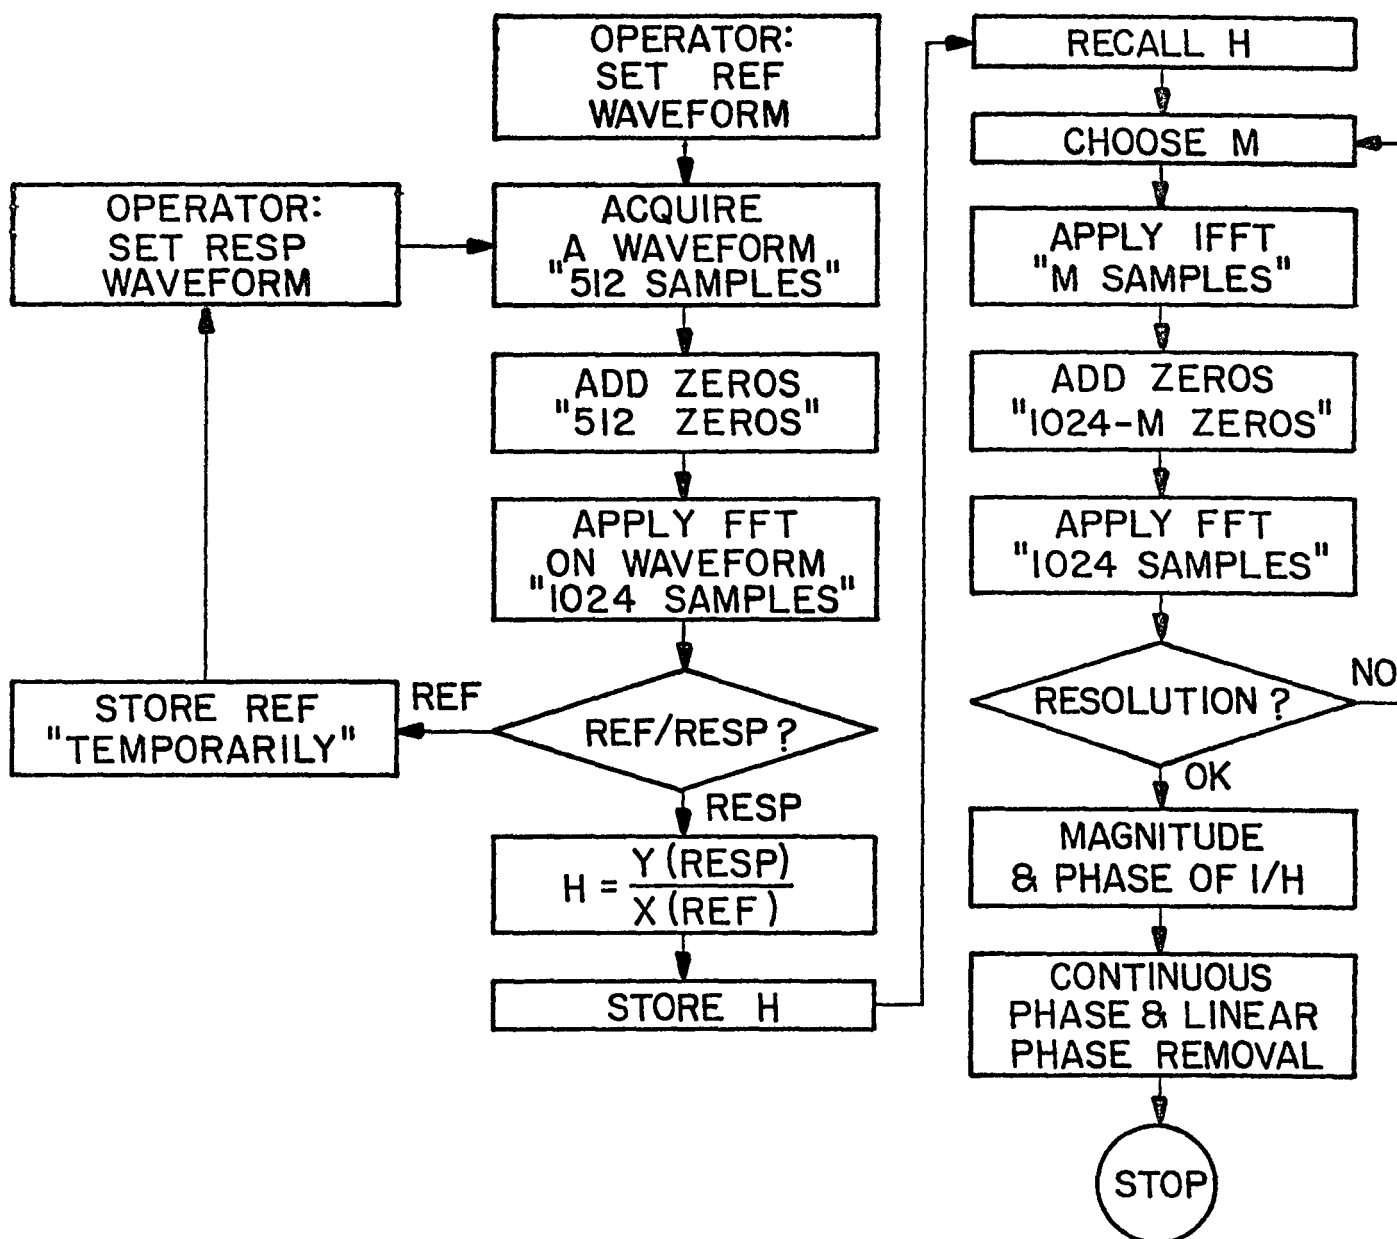 OPERATOR:
SET REF
WAVEFORM
OPERATOR:
SET RESP
WAVEFORM
ACQUIRE
A WAVEFORM
"512 SAMPLES"
ADD ZEROS
"512 ZEROS"
APPLY FFT
ON WAVEFORM
"1024 SAMPLES"
REF/RESP?
REF
STORE REF
"TEMPORARILY"
RESP
H = Y (RESP)
X (REF)
STORE H
RECALL H
CHOOSE M
APPLY IFFT
"M SAMPLES"
ADD ZEROS
"1024-M ZEROS"
APPLY FFT
"1024 SAMPLES"
RESOLUTION?
NO
OK
MAGNITUDE
& PHASE OF 1/H
CONTINUOUS
PHASE & LINEAR
PHASE REMOVAL
STOP